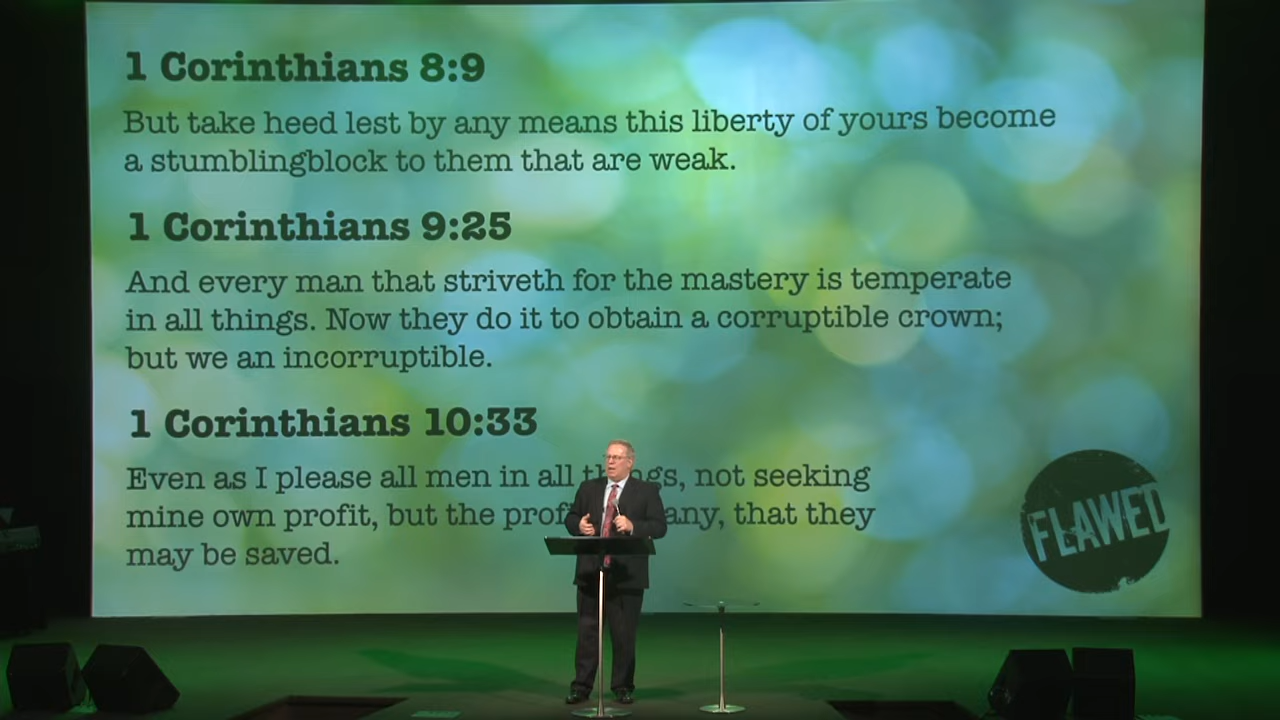 1 Corinthians 8:9
But take heed lest by any means this liberty of yours become
a stumblingblock to them that are weak.
1 Corinthians 9:25
And every man that striveth for the mastery is temperate
in all things. Now they do it to obtain a corruptible crown;
but we an incorruptible.
1 Corinthians 10:33
Even as I please all men in all things, not seeking
mine own profit, but the profit many, that they
may be saved.
FLAWED